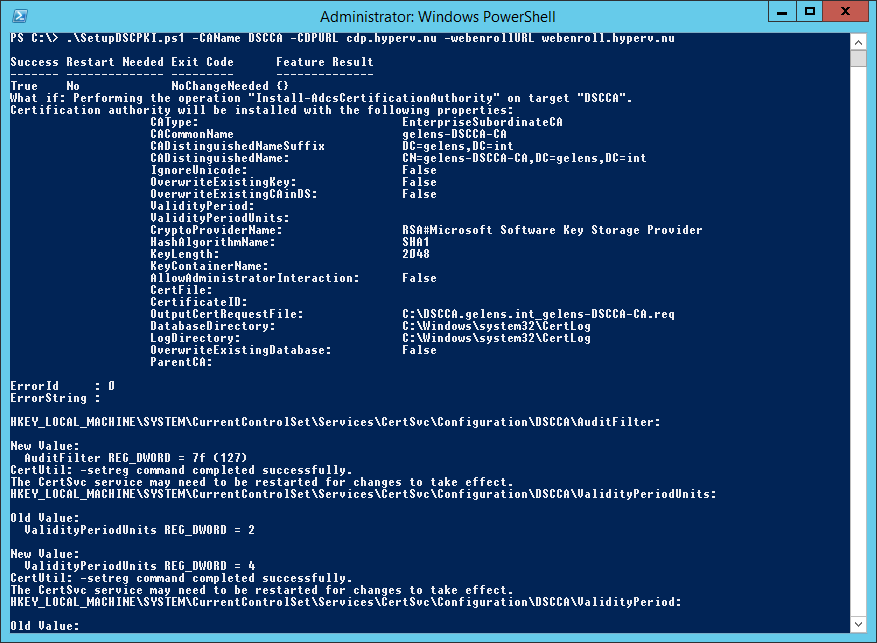 Administrator: Windows PowerShell
PS C:\> .\SetupDSCPKI.ps1 -CAName DSCCA -CDPURL cdp.hyperv.nu -webenrollURL webenroll.hyperv.nu
Success Restart Needed Exit Code      Feature Result
------- -------------- ---------      --------------
True    No             NoChangeNeeded {}
What if: Performing the operation "Install-AdcsCertificationAuthority" on target "DSCCA".
Certification authority will be installed with the following properties:
CAType: EnterpriseSubordinateCA
CACommonName gelens-DSCCA-CA
CADistinguishedNameSuffix DC=gelens,DC=int
CADistinguishedName: CN=gelens-DSCCA-CA,DC=gelens,DC=int
IgnoreUnicode: False
OverwriteExistingKey: False
OverwriteExistingCAinDS: False
ValidityPeriod:
ValidityPeriodUnits:
CryptoProviderName: RSA#Microsoft Software Key Storage Provider
HashAlgorithmName: SHA1
KeyLength: 2048
KeyContainerName:
AllowAdministratorInteraction: False
CertFile:
CertificateID:
OutputCertRequestFile: C:\DSCCA.gelens.int_gelens-DSCCA-CA.req
DatabaseDirectory: C:\Windows\system32\CertLog
LogDirectory: C:\Windows\system32\CertLog
OverwriteExistingDatabase: False
ParentCA:
ErrorId     : 0
ErrorString :
HKEY_LOCAL_MACHINE\SYSTEM\CurrentControlSet\Services\CertSvc\Configuration\DSCCA\AuditFilter:
New Value:
AuditFilter REG_DWORD = 7f (127)
CertUtil: -setreg command completed successfully.
The CertSvc service may need to be restarted for changes to take effect.
HKEY_LOCAL_MACHINE\SYSTEM\CurrentControlSet\Services\CertSvc\Configuration\DSCCA\ValidityPeriodUnits:
Old Value:
ValidityPeriodUnits REG_DWORD = 2
New Value:
ValidityPeriodUnits REG_DWORD = 4
CertUtil: -setreg command completed successfully.
The CertSvc service may need to be restarted for changes to take effect.
HKEY_LOCAL_MACHINE\SYSTEM\CurrentControlSet\Services\CertSvc\Configuration\DSCCA\ValidityPeriod:
Old Value: